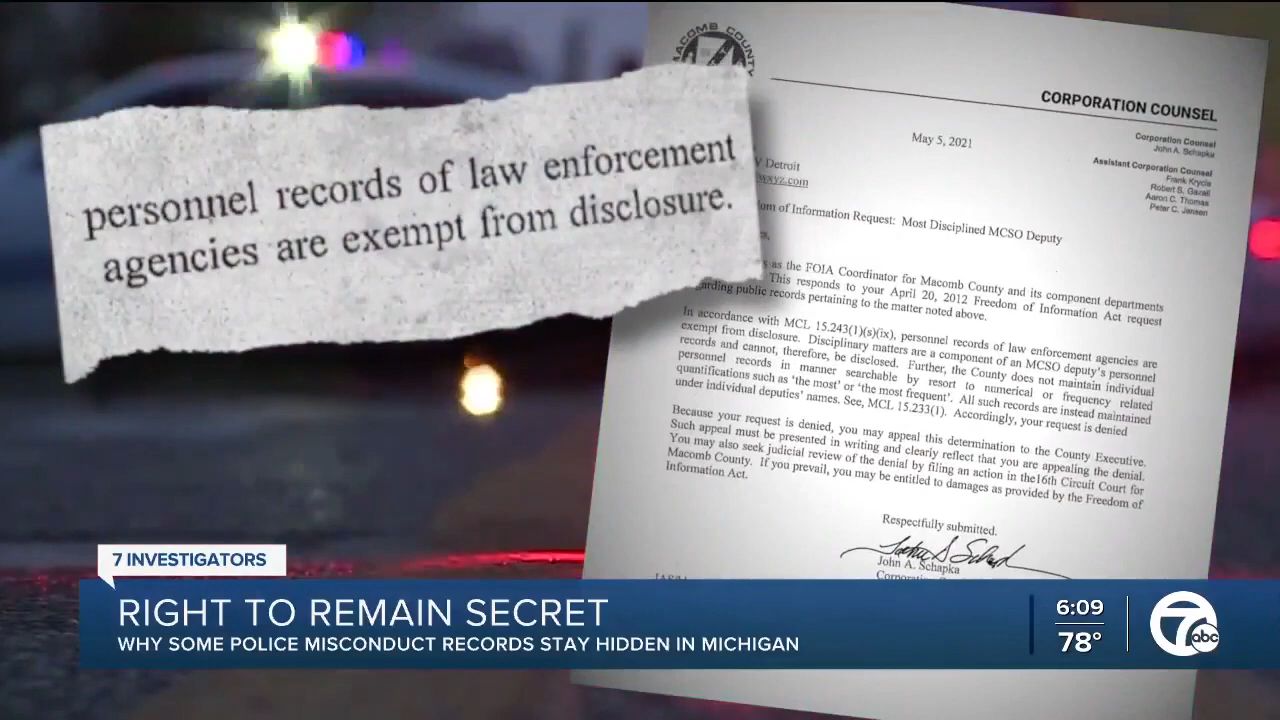 MACOMB COUNTY
CORPORATION COUNSEL
Corporation Counsel
John A. Schapka
Assistant Corporation Counsel
Frank Krycia
Robert S. Gazall
Aaron C. Thomas
Peter C. Jensen
May 5, 2021
V Detroit
wxyz.com
om of Information Request: Most Disciplined MCSO Deputy
s as the FOIA Coordinator for Macomb County and its component departments
This responds to your April 20, 2012 Freedom of Information Act request
garding public records pertaining to the matter noted above.
In accordance with MCL 15.243(1)(s)(ix), personnel records of law enforcement agencies are
exempt from disclosure. Disciplinary matters are a component of an MCSO deputy's personnel
records and cannot, therefore, be disclosed. Further, the County does not maintain individual
personnel records in manner searchable by resort to numerical or frequency related
quantifications such as 'the most' or 'the most frequent'. All such records are instead maintained
under individual deputies' names. See, MCL 15.233(1). Accordingly, your request is denied
Because your request is denied, you may appeal this determination to the County Executive.
Such appeal must be presented in writing and clearly reflect that you are appealing the denial.
You may also seek judicial review of the denial by filing an action in the16th Circuit Court for
Macomb County. If you prevail, you may be entitled to damages as provided by the Freedom of
Information Act.
Respectfully submitted.
John A. Schapka
personnel records of law enforcement
agencies are exempt from disclosure.
7 INVESTIGATORS
RIGHT TO REMAIN SECRET
WHY SOME POLICE MISCONDUCT RECORDS STAY HIDDEN IN MICHIGAN
6:09
78°
7 abc